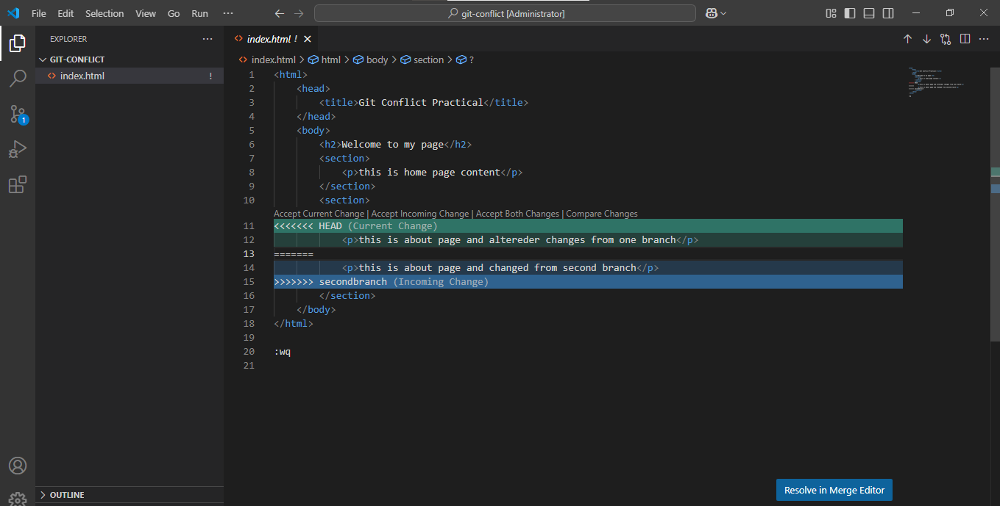 File Edit Selection View Go Run ···
git-conflict [Administrator]
EXPLORER ···
GIT-CONFLICT
<> index.html !
1
<> index.html !
<> index.html > html > body > section > ?
1 <html>
2 <head>
3 <title>Git Conflict Practical</title>
4 </head>
5 <body>
6 <h2>Welcome to my page</h2>
7 <section>
8 <p>this is home page content</p>
9 </section>
10 <section>
Accept Current Change | Accept Incoming Change | Accept Both Changes | Compare Changes
11 <<<<<<< HEAD (Current Change)
12 <p>this is about page and altereder changes from one branch</p>
13 =======
14 <p>this is about page and changed from second branch</p>
15 >>>>>>> secondbranch (Incoming Change)
16 </section>
17 </body>
18 </html>
19
20 :wq
21
OUTLINE
Resolve in Merge Editor